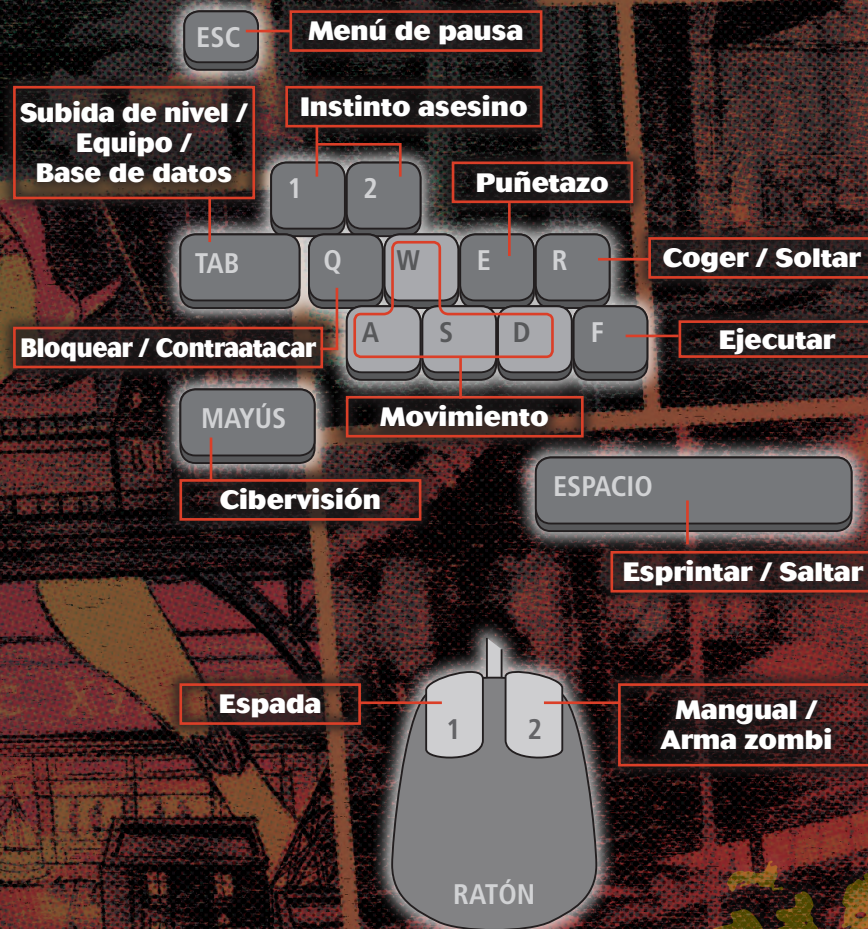 ESC
Menú de pausa
Subida de nivel /
Equipo /
Base de datos
Instinto asesino
1
2
Puñetazo
TAB
Q
W
E
R
Coger / Soltar
Bloquear / Contraatacar
A
S
D
F
Ejecutar
MAYÚS
Movimiento
Cibervisión
ESPACIO
Esprintar / Saltar
Espada
1
2
Mangual /
Arma zombi
RATÓN